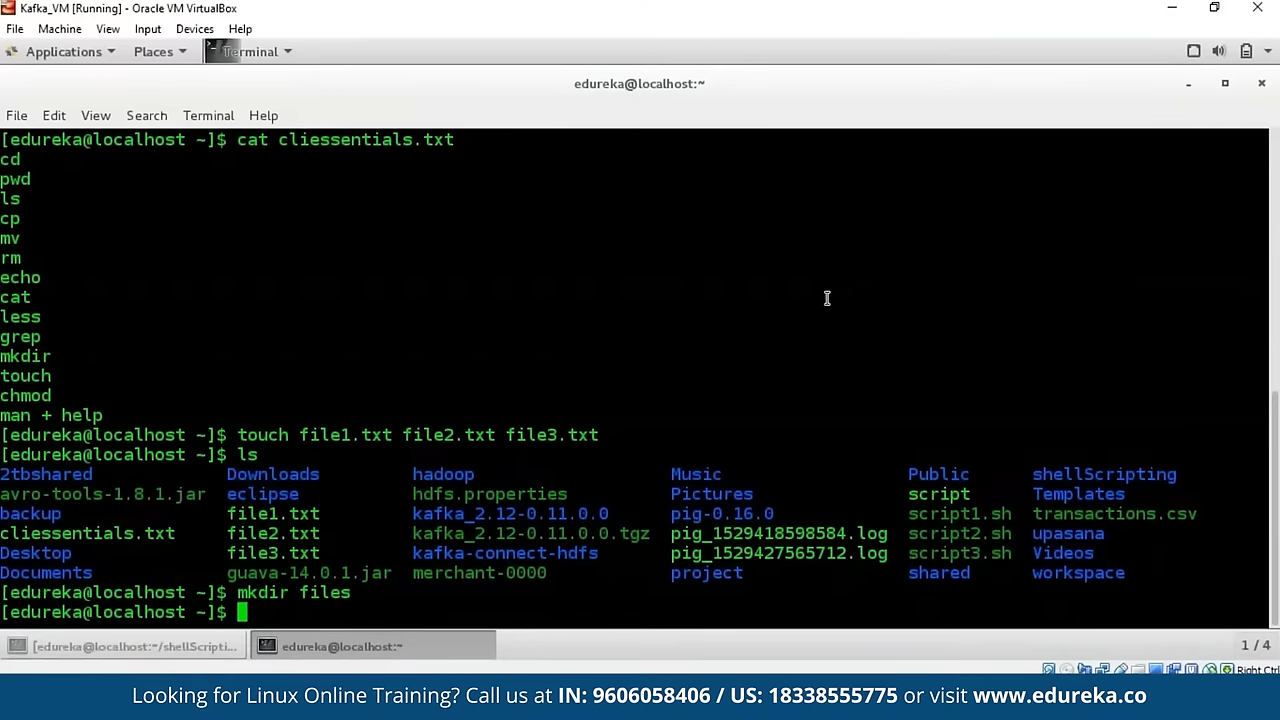 Kafka_VM [Running] - Oracle VM VirtualBox
File Machine View Input Devices Help
Applications Places Terminal
edureka@localhost:~
File Edit View Search Terminal Help
[edureka@localhost ~]$ cat cliessentials.txt
cd
pwd
ls
cp
mv
rm
echo
cat
less
grep
mkdir
touch
chmod
man + help
[edureka@localhost ~]$ touch file1.txt file2.txt file3.txt
[edureka@localhost ~]$ ls
2tbshared Downloads hadoop Music Public shellScripting
avro-tools-1.8.1.jar eclipse hdfs.properties Pictures script Templates
backup file1.txt kafka_2.12-0.11.0.0 pig-0.16.0 script1.sh transactions.csv
cliessentials.txt file2.txt kafka_2.12-0.11.0.0.tgz pig_1529418598584.log script2.sh upasana
Desktop file3.txt kafka-connect-hdfs pig_1529427565712.log script3.sh Videos
Documents guava-14.0.1.jar merchant-0000 project shared workspace
[edureka@localhost ~]$ mkdir files
[edureka@localhost ~]$
[edureka@localhost:~/shellScripti... edureka@localhost:~ 1 / 4
Right Ctrl
Looking for Linux Online Training? Call us at IN: 9606058406 / US: 18338555775 or visit www.edureka.co